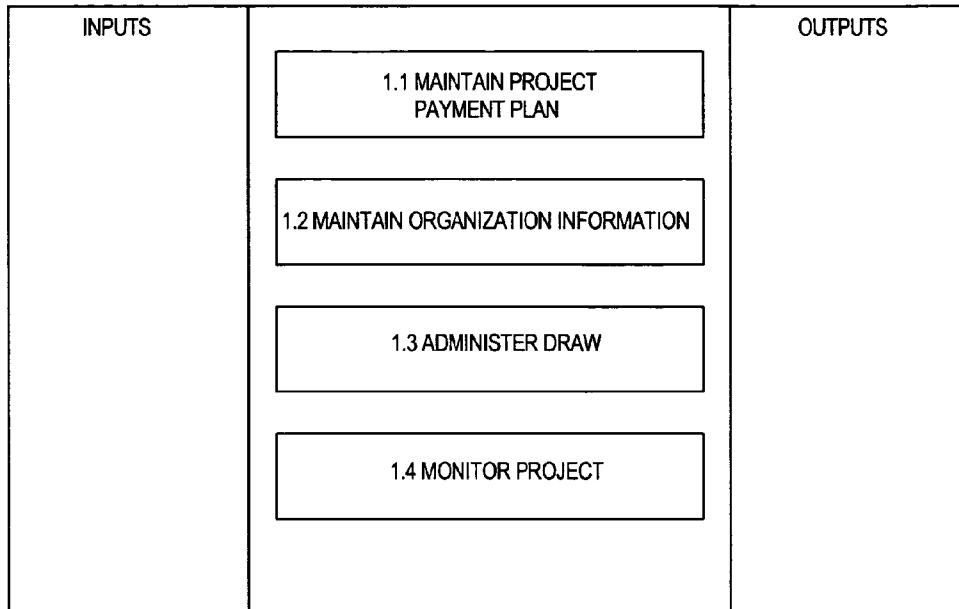 INPUTS
OUTPUTS
1.1 MAINTAIN PROJECT
PAYMENT PLAN
1.2 MAINTAIN ORGANIZATION INFORMATION
1.3 ADMINISTER DRAW
1.4 MONITOR PROJECT